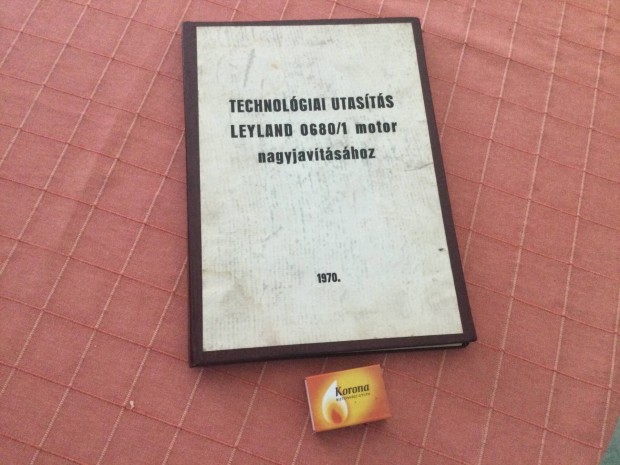 TECHNOLÓGIAI UTASÍTÁS
LEYLAND 0680/1 motor
nagyjavításához
1970.
Korona